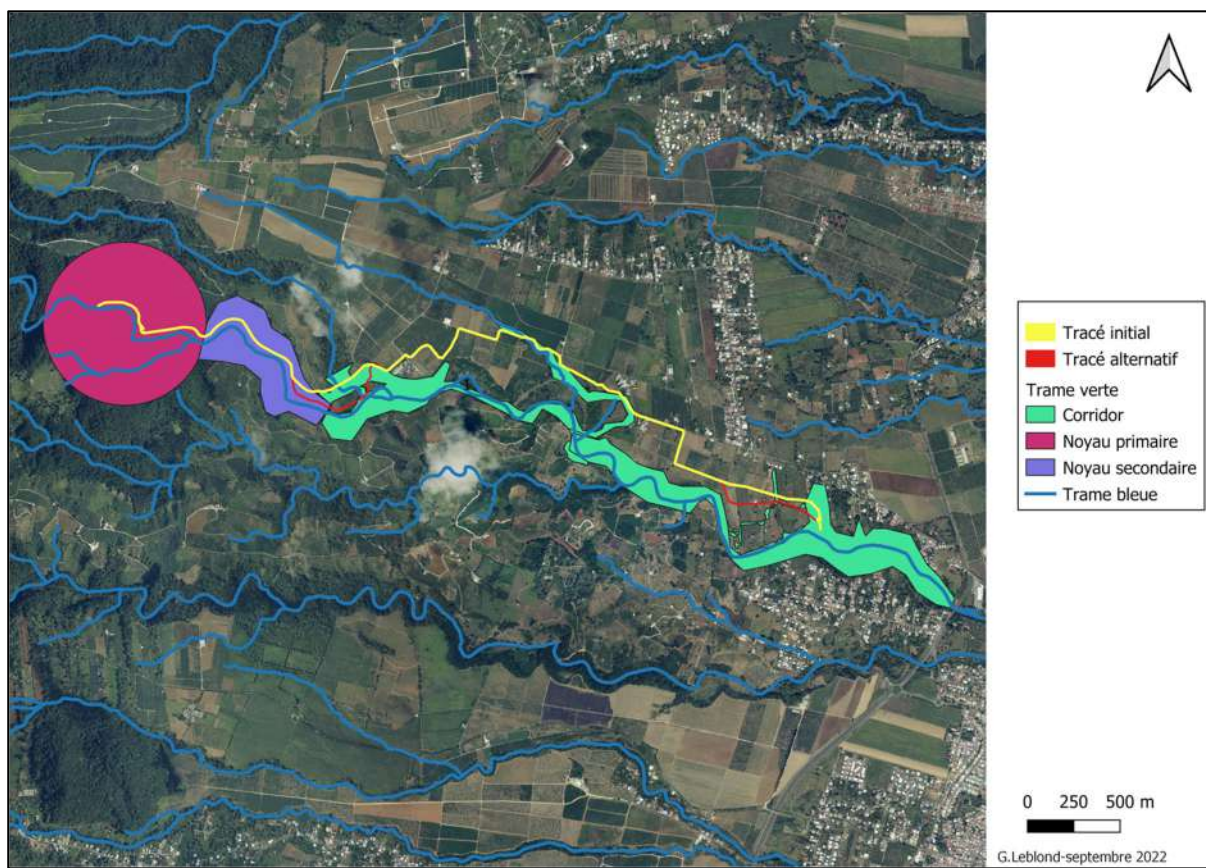 Tracé initial
Tracé alternatif
Trame verte
Corridor
Noyau primaire
Noyau secondaire
Trame bleue
0 250 500 m
G.Leblond-septembre 2022